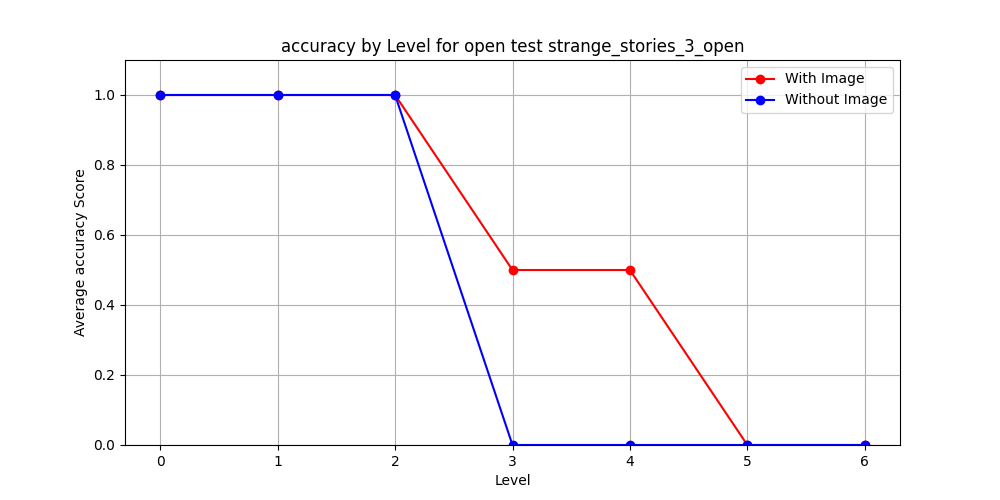 accuracy by Level for open test strange_stories_3_open
With Image
Without Image
1.0
0.8
0.6
0.4
0.2
0.0
Average accuracy Score
0 1 2 3 4 5 6
Level